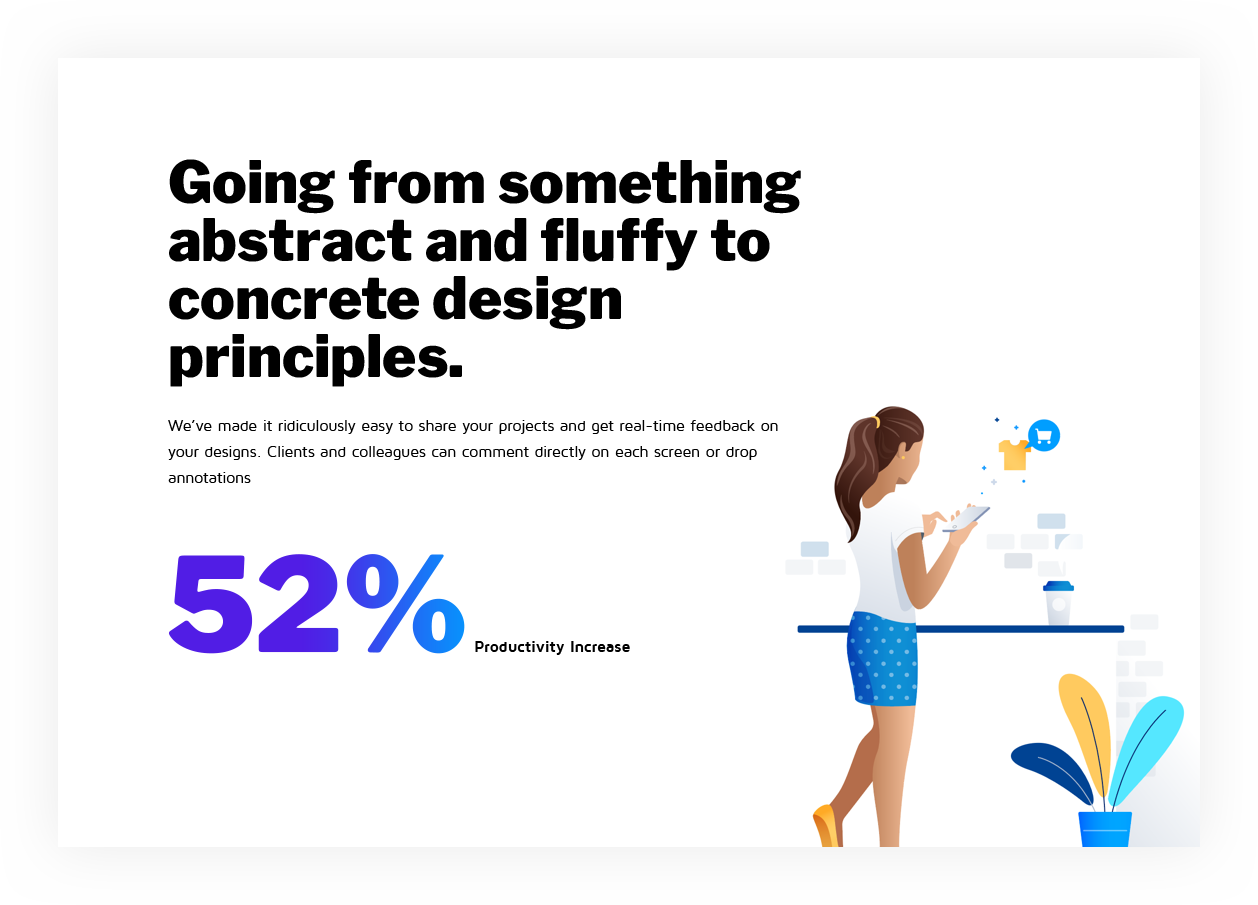 Going from something
abstract and fluffy to
concrete design
principles.
We’ve made it ridiculously easy to share your projects and get real-time feedback on
your designs. Clients and colleagues can comment directly on each screen or drop
annotations
52% Productivity Increase